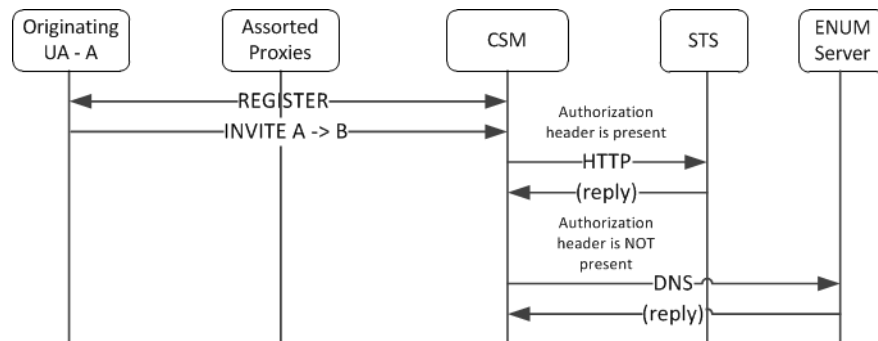 Originating
UA - A
Assorted
Proxies
CSM
STS
ENUM
Server
REGISTER
INVITE A -> B
Authorization
header is present
HTTP
(reply)
Authorization
header is NOT
present
DNS
(reply)